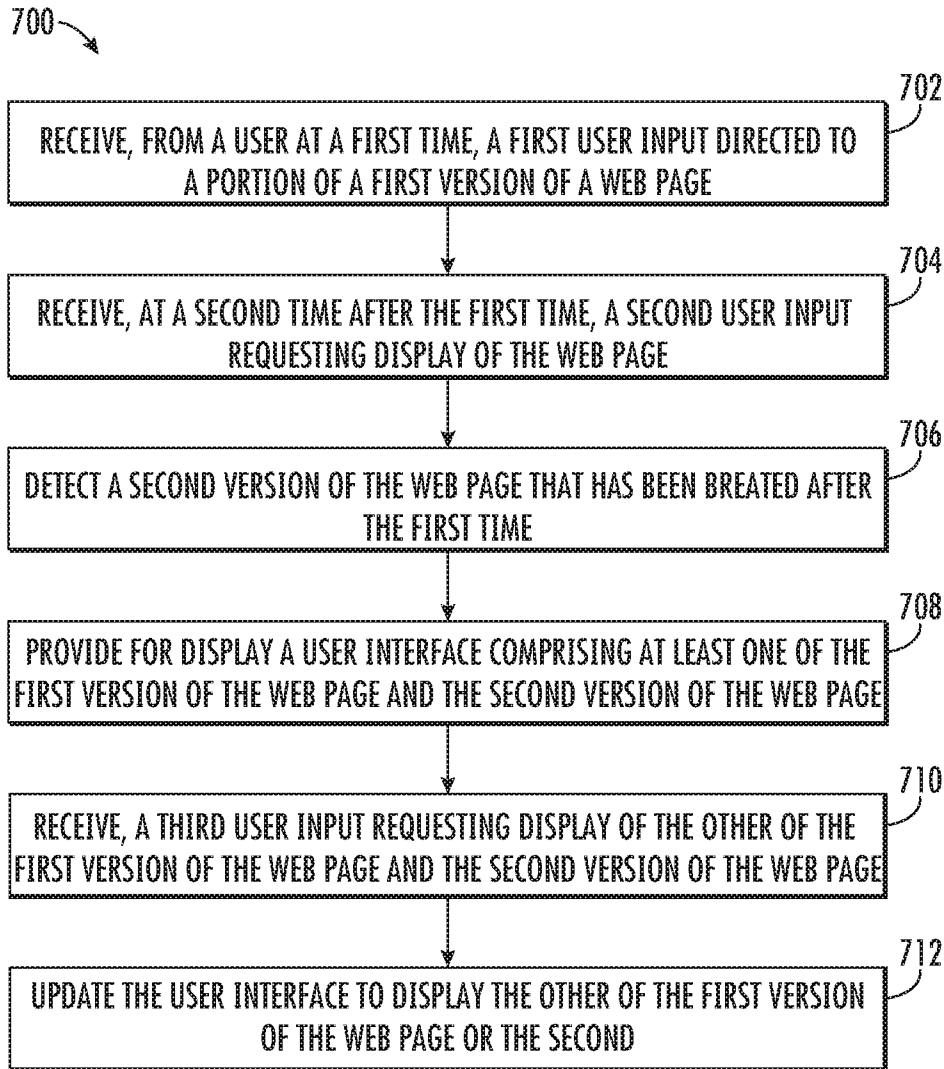 700
702
RECEIVE, FROM A USER AT A FIRST TIME, A FIRST USER INPUT DIRECTED TO
A PORTION OF A FIRST VERSION OF A WEB PAGE
704
RECEIVE, AT A SECOND TIME AFTER THE FIRST TIME, A SECOND USER INPUT
REQUESTING DISPLAY OF THE WEB PAGE
706
DETECT A SECOND VERSION OF THE WEB PAGE THAT HAS BEEN BREATED AFTER
THE FIRST TIME
708
PROVIDE FOR DISPLAY A USER INTERFACE COMPRISING AT LEAST ONE OF THE
FIRST VERSION OF THE WEB PAGE AND THE SECOND VERSION OF THE WEB PAGE
710
RECEIVE, A THIRD USER INPUT REQUESTING DISPLAY OF THE OTHER OF THE
FIRST VERSION OF THE WEB PAGE AND THE SECOND VERSION OF THE WEB PAGE
712
UPDATE THE USER INTERFACE TO DISPLAY THE OTHER OF THE FIRST VERSION
OF THE WEB PAGE OR THE SECOND